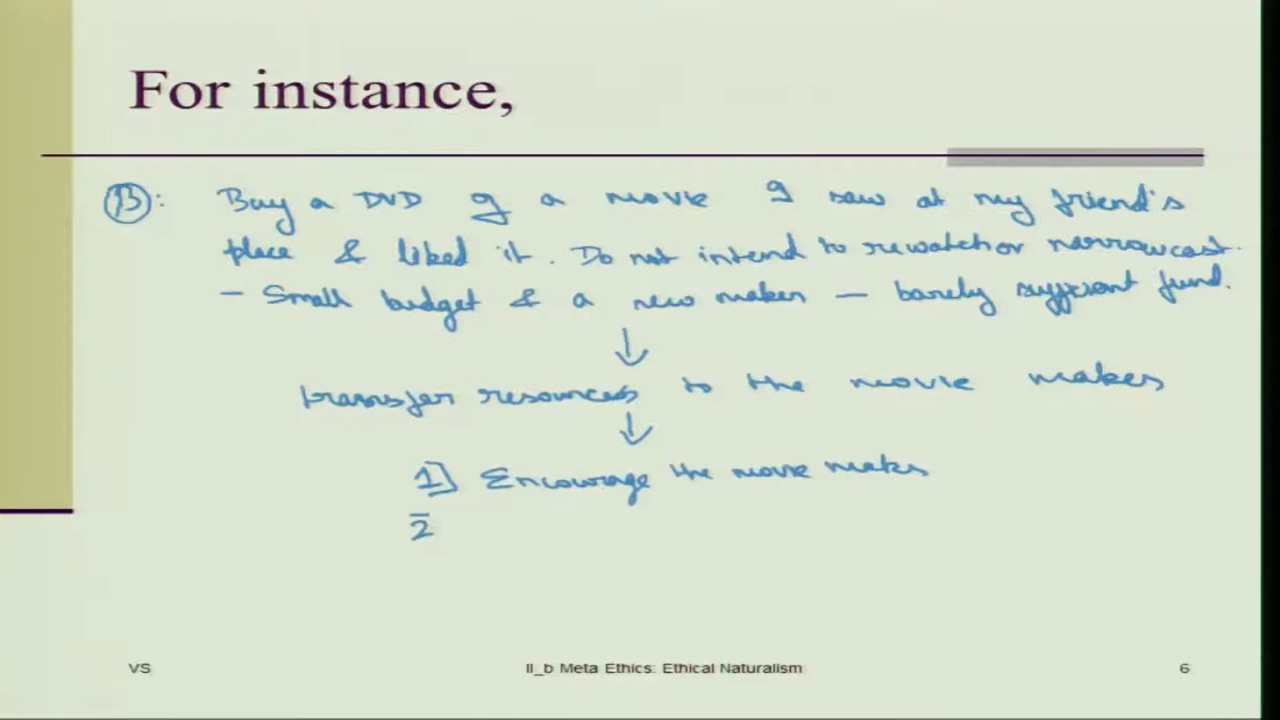 For instance,
B: Buy a DVD of a movie I saw at my friend's
place & liked it. Do not intend to rewatch or narrowcast.
- Small budget & a new maker - barely sufficient fund.
↓
transfer resources to the movie makers
↓
1] Encourage the movie makers
2
VS II_b Meta Ethics: Ethical Naturalism 6